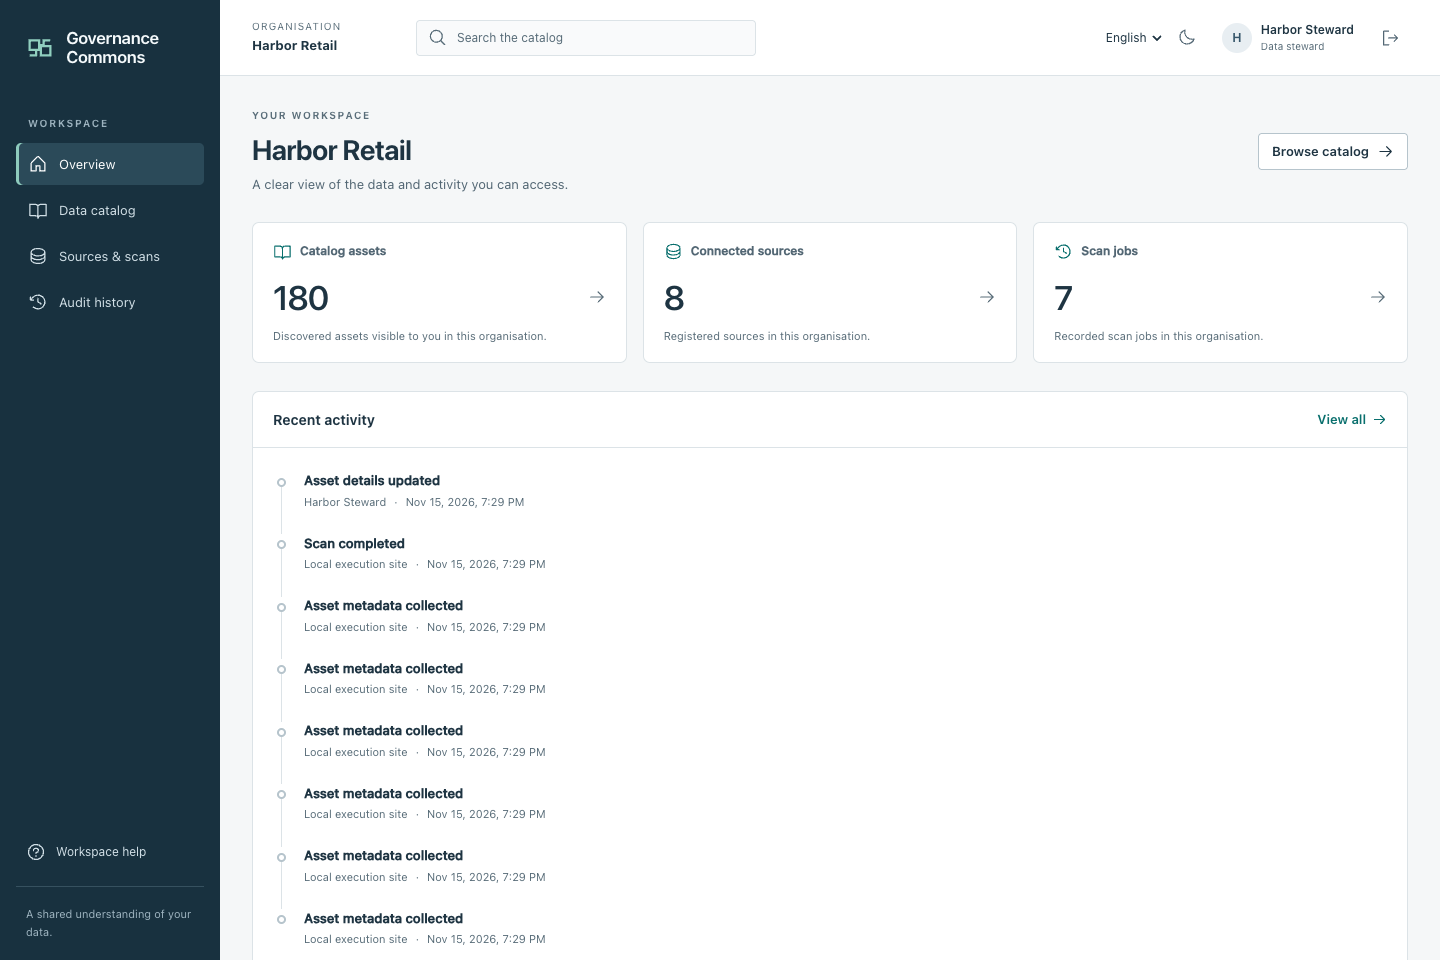 Governance
Commons
WORKSPACE
Overview
Data catalog
Sources & scans
Audit history
Workspace help
A shared understanding of your
data.
ORGANISATION
Harbor Retail
Search the catalog
English
H
Harbor Steward
Data steward
YOUR WORKSPACE
Harbor Retail
A clear view of the data and activity you can access.
Browse catalog
Catalog assets
180
Discovered assets visible to you in this organisation.
Connected sources
8
Registered sources in this organisation.
Scan jobs
7
Recorded scan jobs in this organisation.
Recent activity
View all
Asset details updated
Harbor Steward · Nov 15, 2026, 7:29 PM
Scan completed
Local execution site · Nov 15, 2026, 7:29 PM
Asset metadata collected
Local execution site · Nov 15, 2026, 7:29 PM
Asset metadata collected
Local execution site · Nov 15, 2026, 7:29 PM
Asset metadata collected
Local execution site · Nov 15, 2026, 7:29 PM
Asset metadata collected
Local execution site · Nov 15, 2026, 7:29 PM
Asset metadata collected
Local execution site · Nov 15, 2026, 7:29 PM
Asset metadata collected
Local execution site · Nov 15, 2026, 7:29 PM